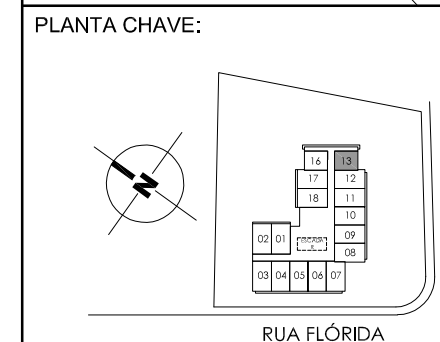 PLANTA CHAVE:
N
16 13
17 12
18 11
10
02 01 ESCADA 09
E.
08
03 04 05 06 07
RUA FLÓRIDA